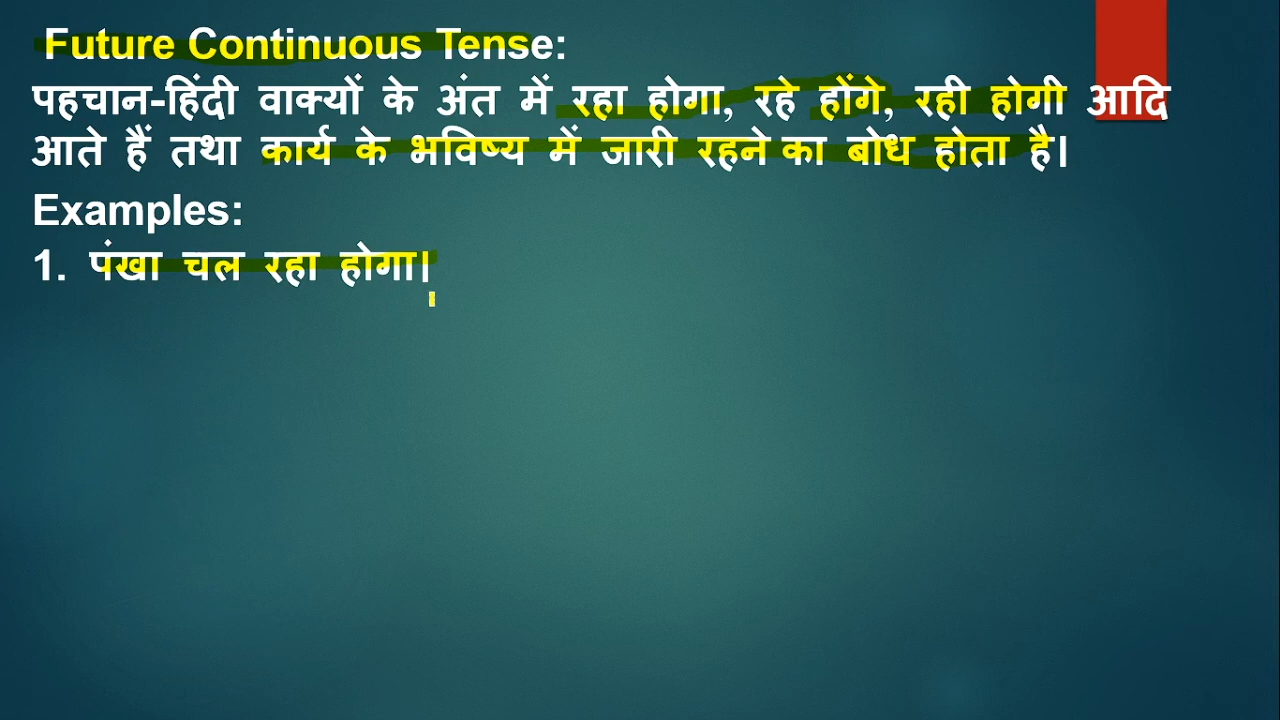 Future Continuous Tense:
पहचान-हिंदी वाक्यों के अंत में रहा होगा, रहे होंगे, रही होगी आदि
आते हैं तथा कार्य के भविष्य में जारी रहने का बोध होता है।
Examples:
1. पंखा चल रहा होगा।